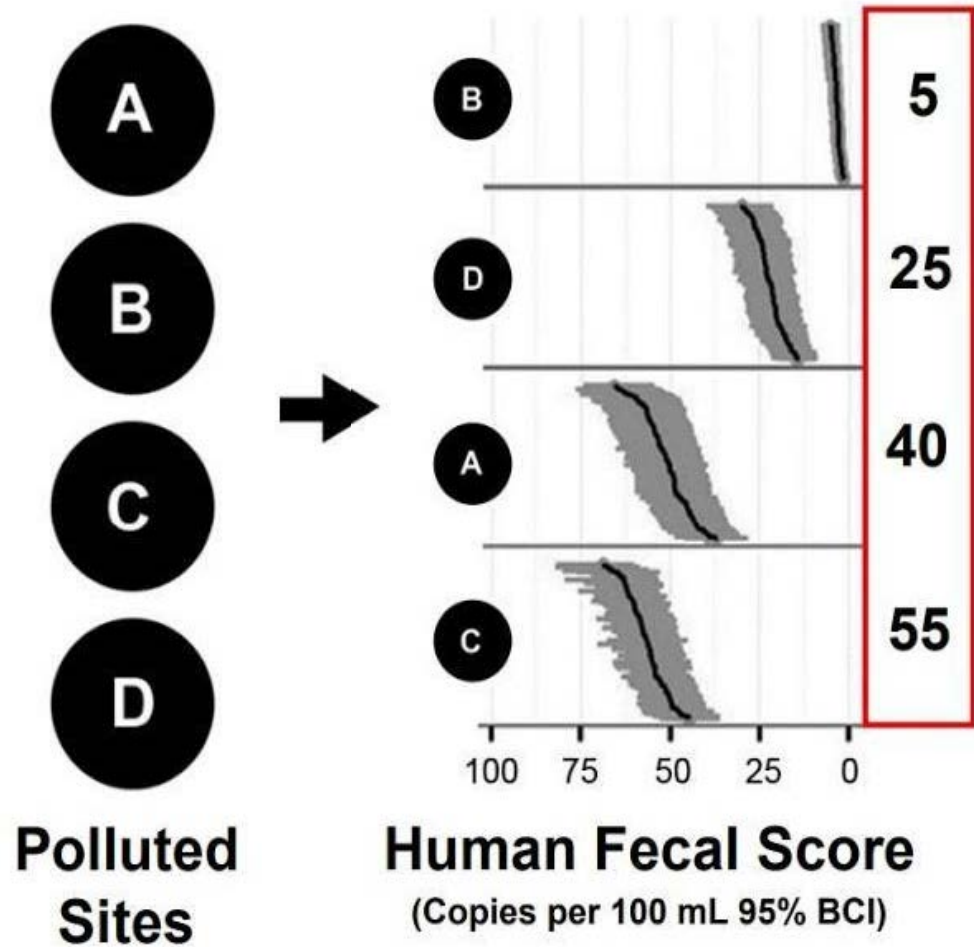 A
B
C
D
Polluted
Sites
B
5
D
25
A
40
C
55
100 75 50 25 0
Human Fecal Score
(Copies per 100 mL 95% BCI)